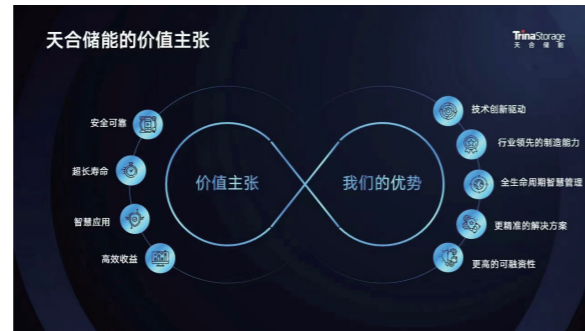 天合储能的价值主张
TrinaStorage
天合储能
安全可靠
超长寿命
智慧应用
高效收益
价值主张
我们的优势
技术创新驱动
行业领先的制造能力
全生命周期智慧管理
更精准的解决方案
更高的可融资性